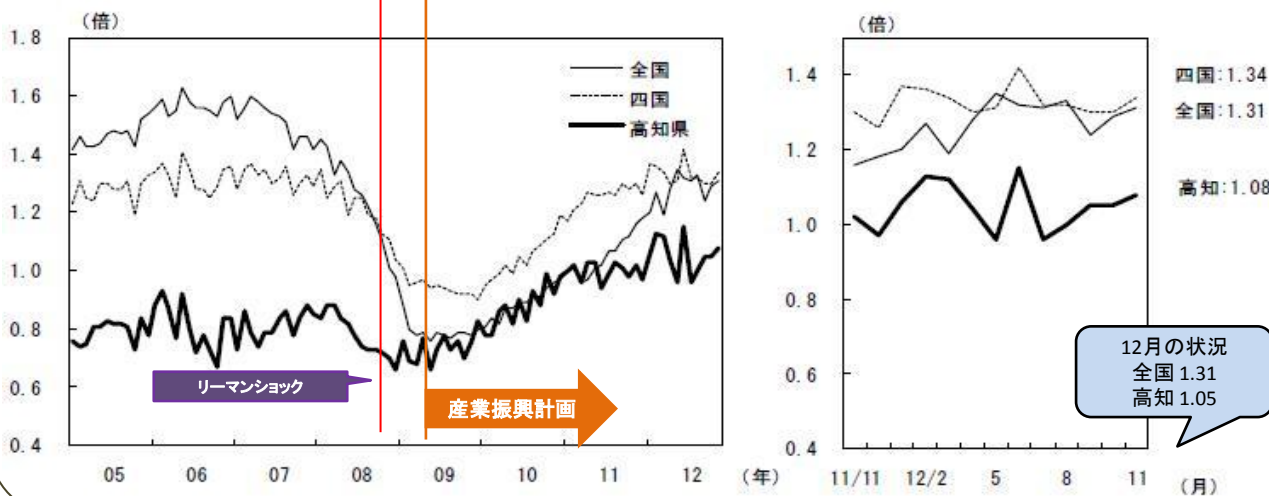 （倍）
1.8
1.6
1.4
1.2
1.0
0.8
0.6
0.4
全国
四国
高知県
リーマンショック
産業振興計画
05 06 07 08 09 10 11 12 （年）
（倍）
1.4
1.2
1.0
0.8
0.6
0.4
四国:1.34
全国:1.31
高知:1.08
12月の状況
全国 1.31
高知 1.05
11/11 12/2 5 8 11 （月）